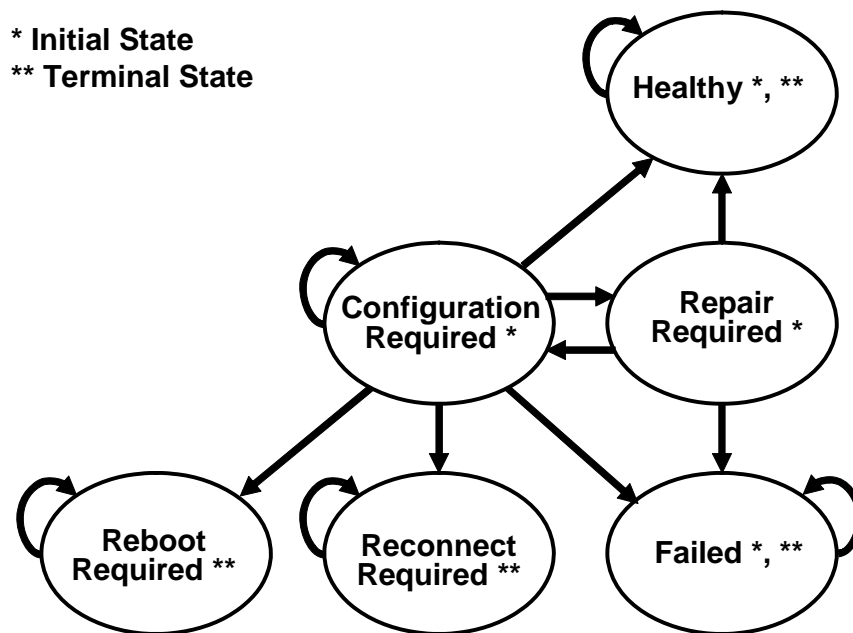 * Initial State
** Terminal State
Healthy *, **
Configuration
Required *
Repair
Required *
Reboot
Required **
Reconnect
Required **
Failed *, **